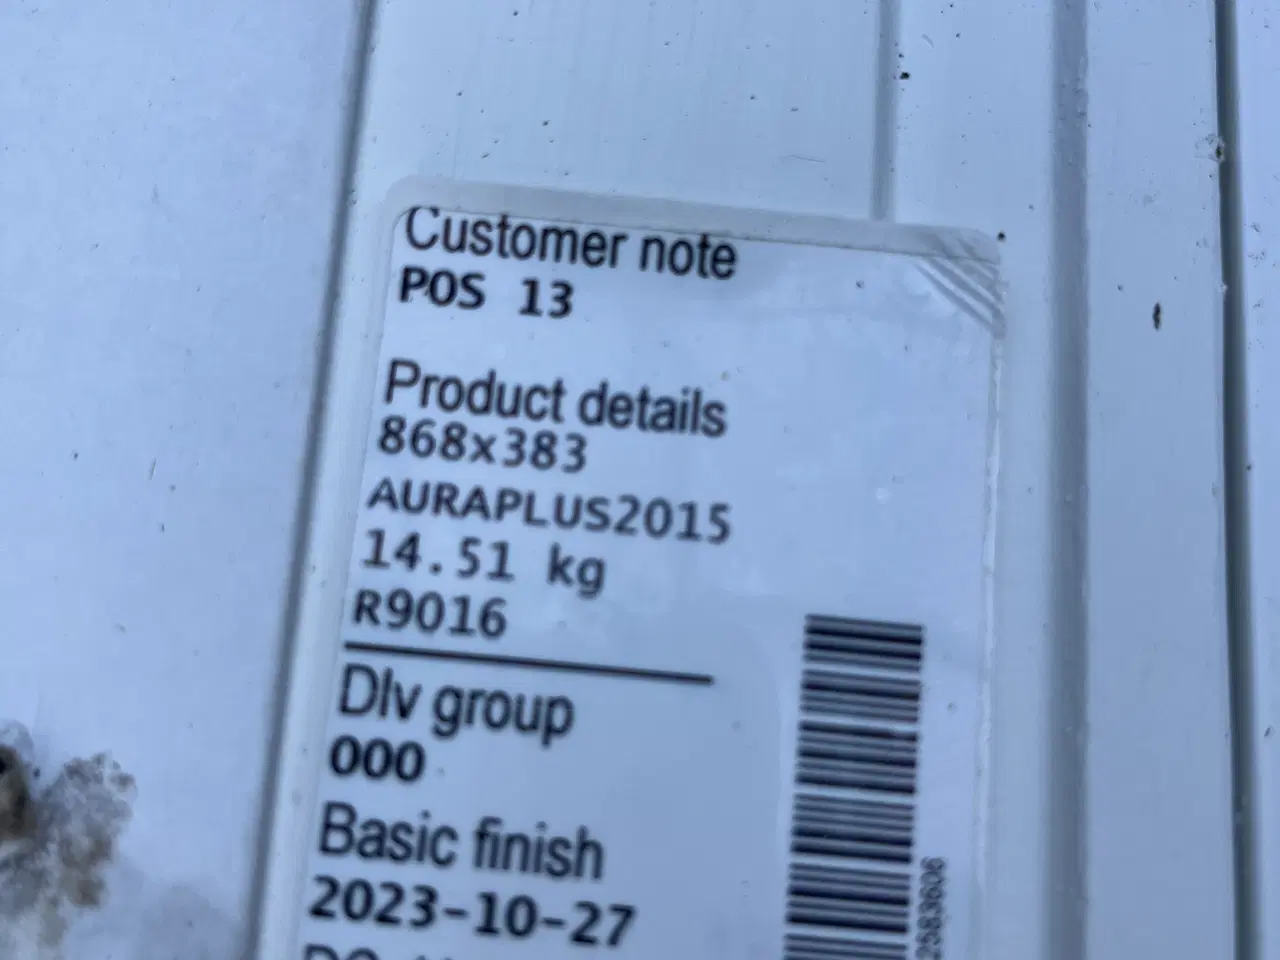 Customer note
POS 13
Product details
868x383
AURAPLUS2015
14.51 kg
R9016
Dlv group
000
Basic finish
2023-10-27